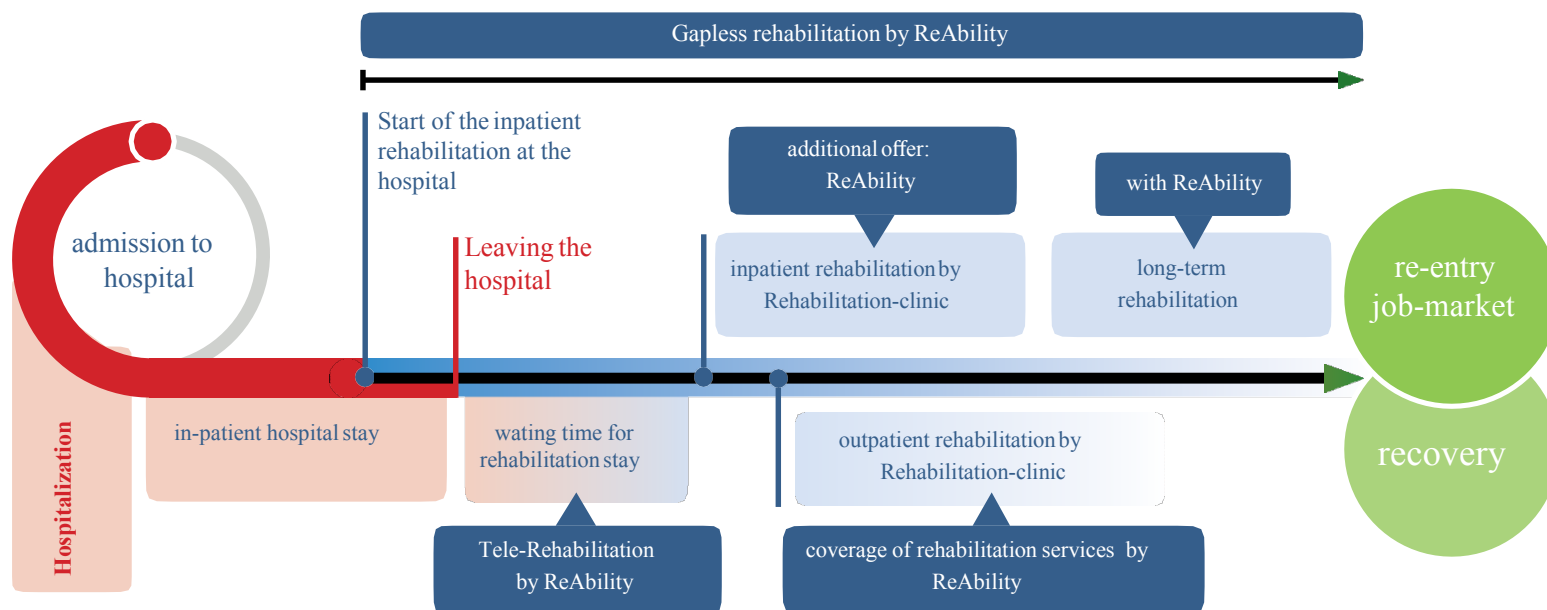 Gapless rehabilitation by ReAbility
Start of the inpatient
rehabilitation at the
hospital
additional offer:
ReAbility
with ReAbility
admission to
hospital
Leaving the
hospital
inpatient rehabilitation by
Rehabilitation-clinic
long-term
rehabilitation
re-entry
job-market
Hospitalization
in-patient hospital stay
wating time for
rehabilitation stay
outpatient rehabilitation by
Rehabilitation-clinic
recovery
Tele-Rehabilitation
by ReAbility
coverage of rehabilitation services by
ReAbility